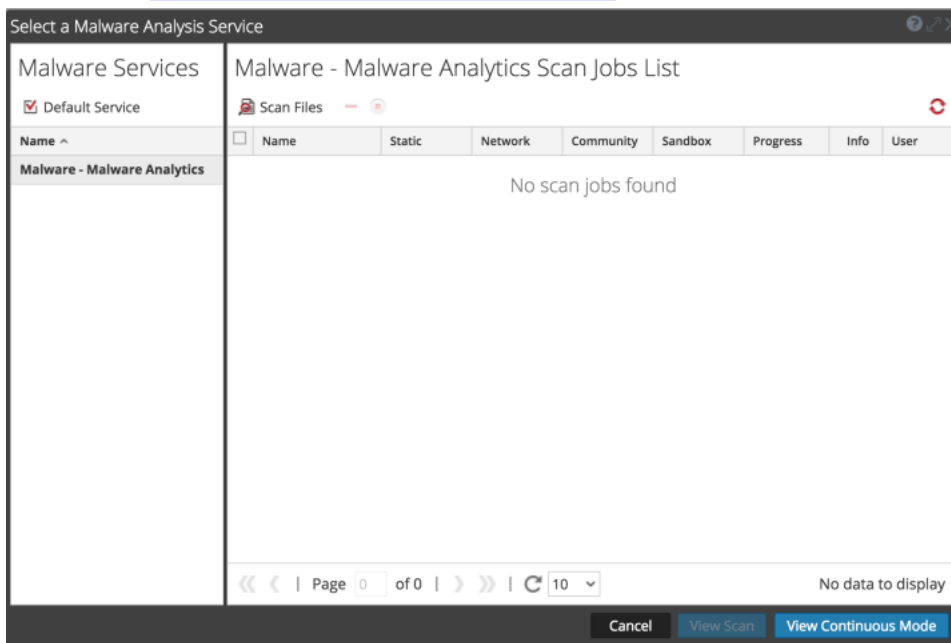 Select a Malware Analysis Service
Malware Services
Default Service
Name
Malware - Malware Analytics
Malware - Malware Analytics Scan Jobs List
Scan Files
Name Static Network Community Sandbox Progress Info User
No scan jobs found
Page 0 of 0 | 10
No data to display
Cancel View Scan View Continuous Mode